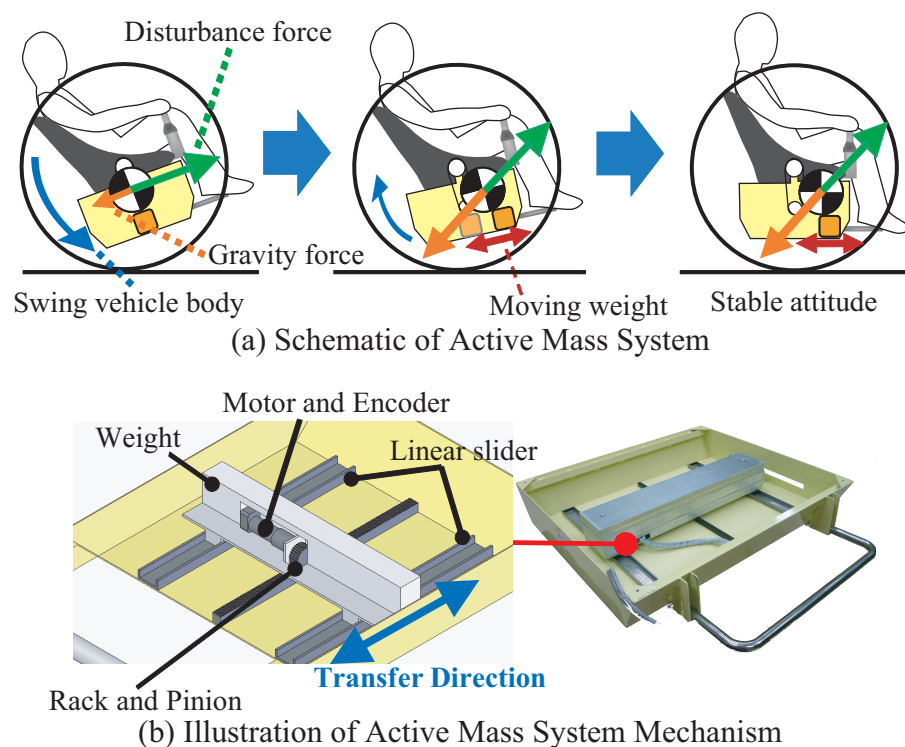 Disturbance force
Gravity force
Swing vehicle body
Moving weight
Stable attitude
(a) Schematic of Active Mass System
Motor and Encoder
Weight
Linear slider
Transfer Direction
Rack and Pinion
(b) Illustration of Active Mass System Mechanism